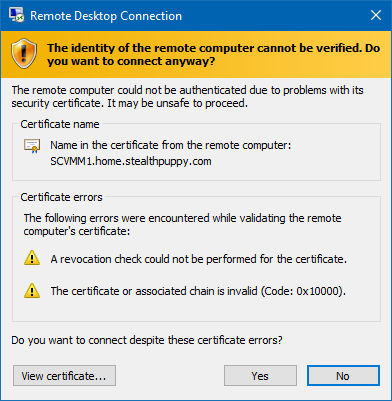 Remote Desktop Connection
The identity of the remote computer cannot be verified. Do
you want to connect anyway?
The remote computer could not be authenticated due to problems with its
security certificate. It may be unsafe to proceed.
Certificate name
Name in the certificate from the remote computer:
SCVMM1.home.stealthpuppy.com
Certificate errors
The following errors were encountered while validating the remote
computer's certificate:
A revocation check could not be performed for the certificate.
The certificate or associated chain is invalid (Code: 0x10000).
Do you want to connect despite these certificate errors?
View certificate...
Yes
No